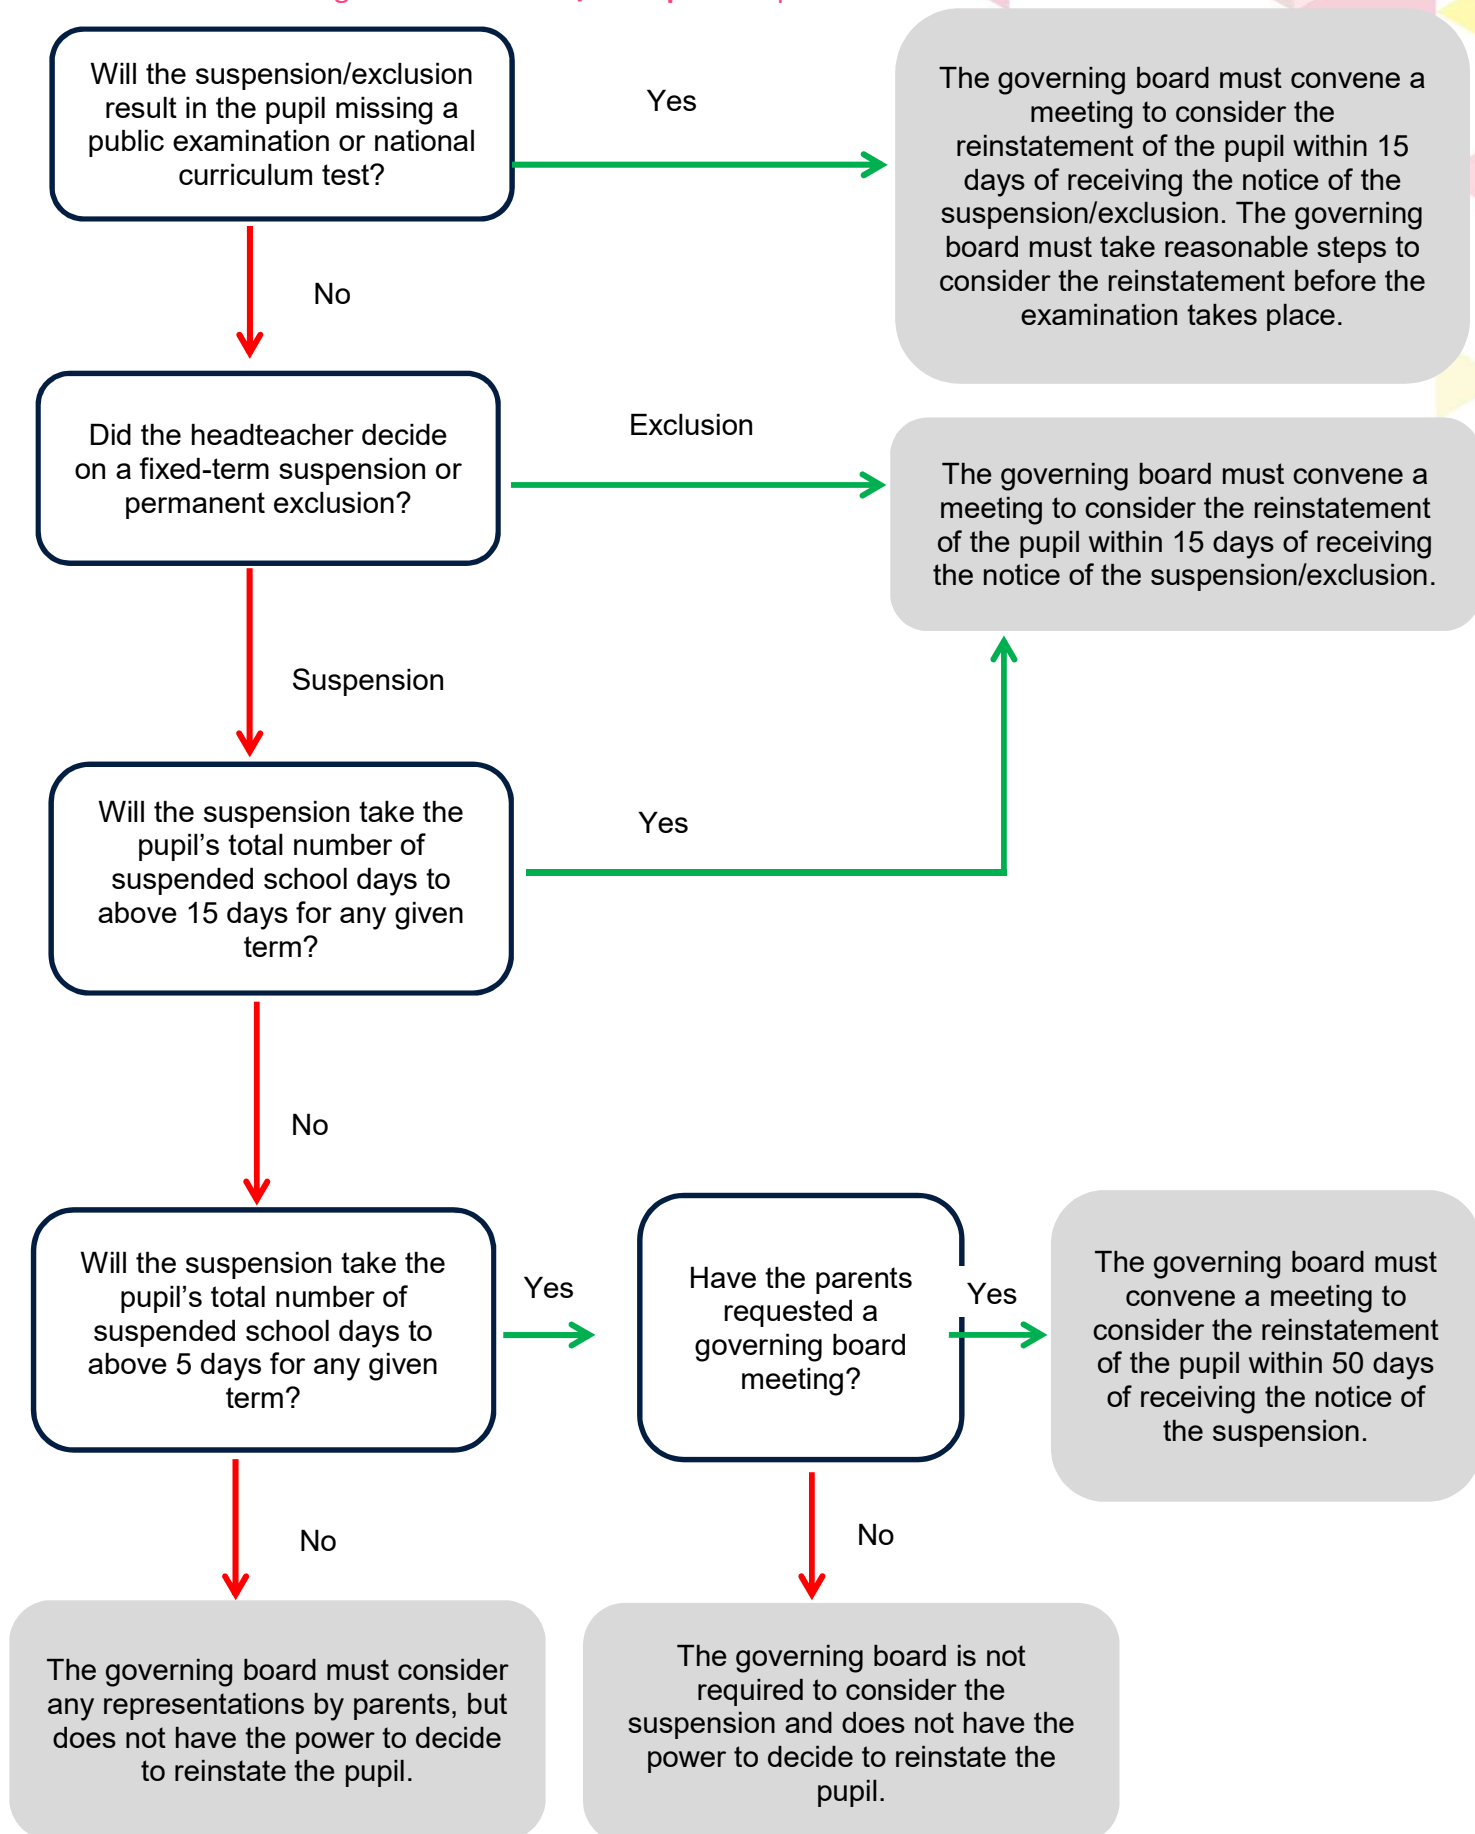 Will the suspension/exclusion
result in the pupil missing a
public examination or national
curriculum test?
Yes
The governing board must convene a
meeting to consider the
reinstatement of the pupil within 15
days of receiving the notice of the
suspension/exclusion. The governing
board must take reasonable steps to
consider the reinstatement before the
examination takes place.
No
Did the headteacher decide
on a fixed-term suspension or
permanent exclusion?
Exclusion
The governing board must convene a
meeting to consider the reinstatement
of the pupil within 15 days of receiving
the notice of the suspension/exclusion.
Suspension
Will the suspension take the
pupil’s total number of
suspended school days to
above 15 days for any given
term?
Yes
No
Will the suspension take the
pupil’s total number of
suspended school days to
above 5 days for any given
term?
Yes
Have the parents
requested a
governing board
meeting?
Yes
The governing board must
convene a meeting to
consider the reinstatement
of the pupil within 50 days
of receiving the notice of
the suspension.
No
No
The governing board must consider
any representations by parents, but
does not have the power to decide
to reinstate the pupil.
The governing board is not
required to consider the
suspension and does not have the
power to decide to reinstate the
pupil.